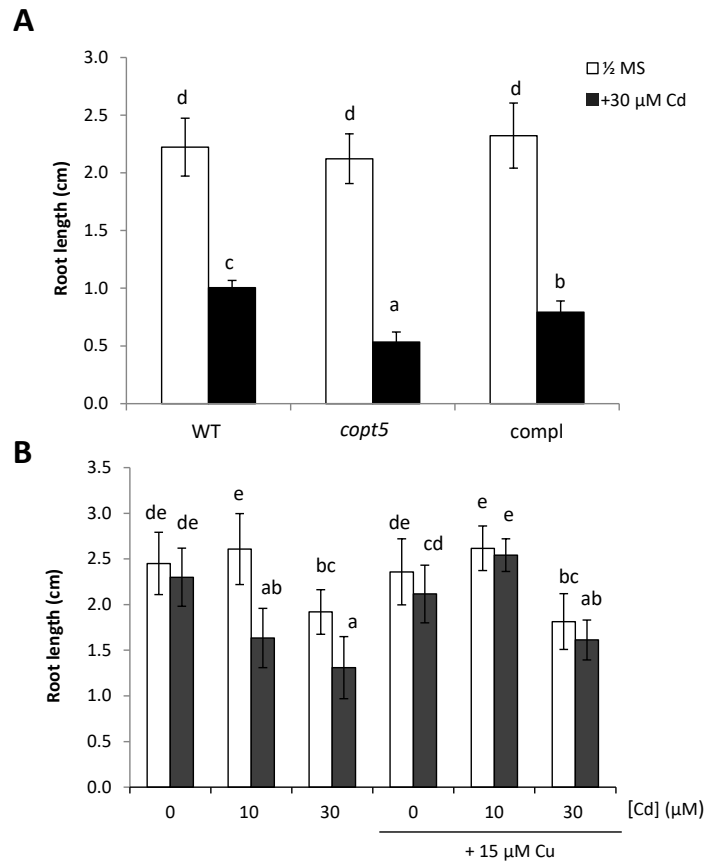 A
3.0
2.5
2.0
1.5
1.0
0.5
0.0
Root length (cm)
½ MS
+30 µM Cd
d
c
d
a
d
b
WT
copt5
compl
B
3.5
3.0
2.5
2.0
1.5
1.0
0.5
0.0
Root length (cm)
de de e ab bc a de cd e e bc ab
0 10 30 0 10 30 [Cd] (µM)
+ 15 µM Cu